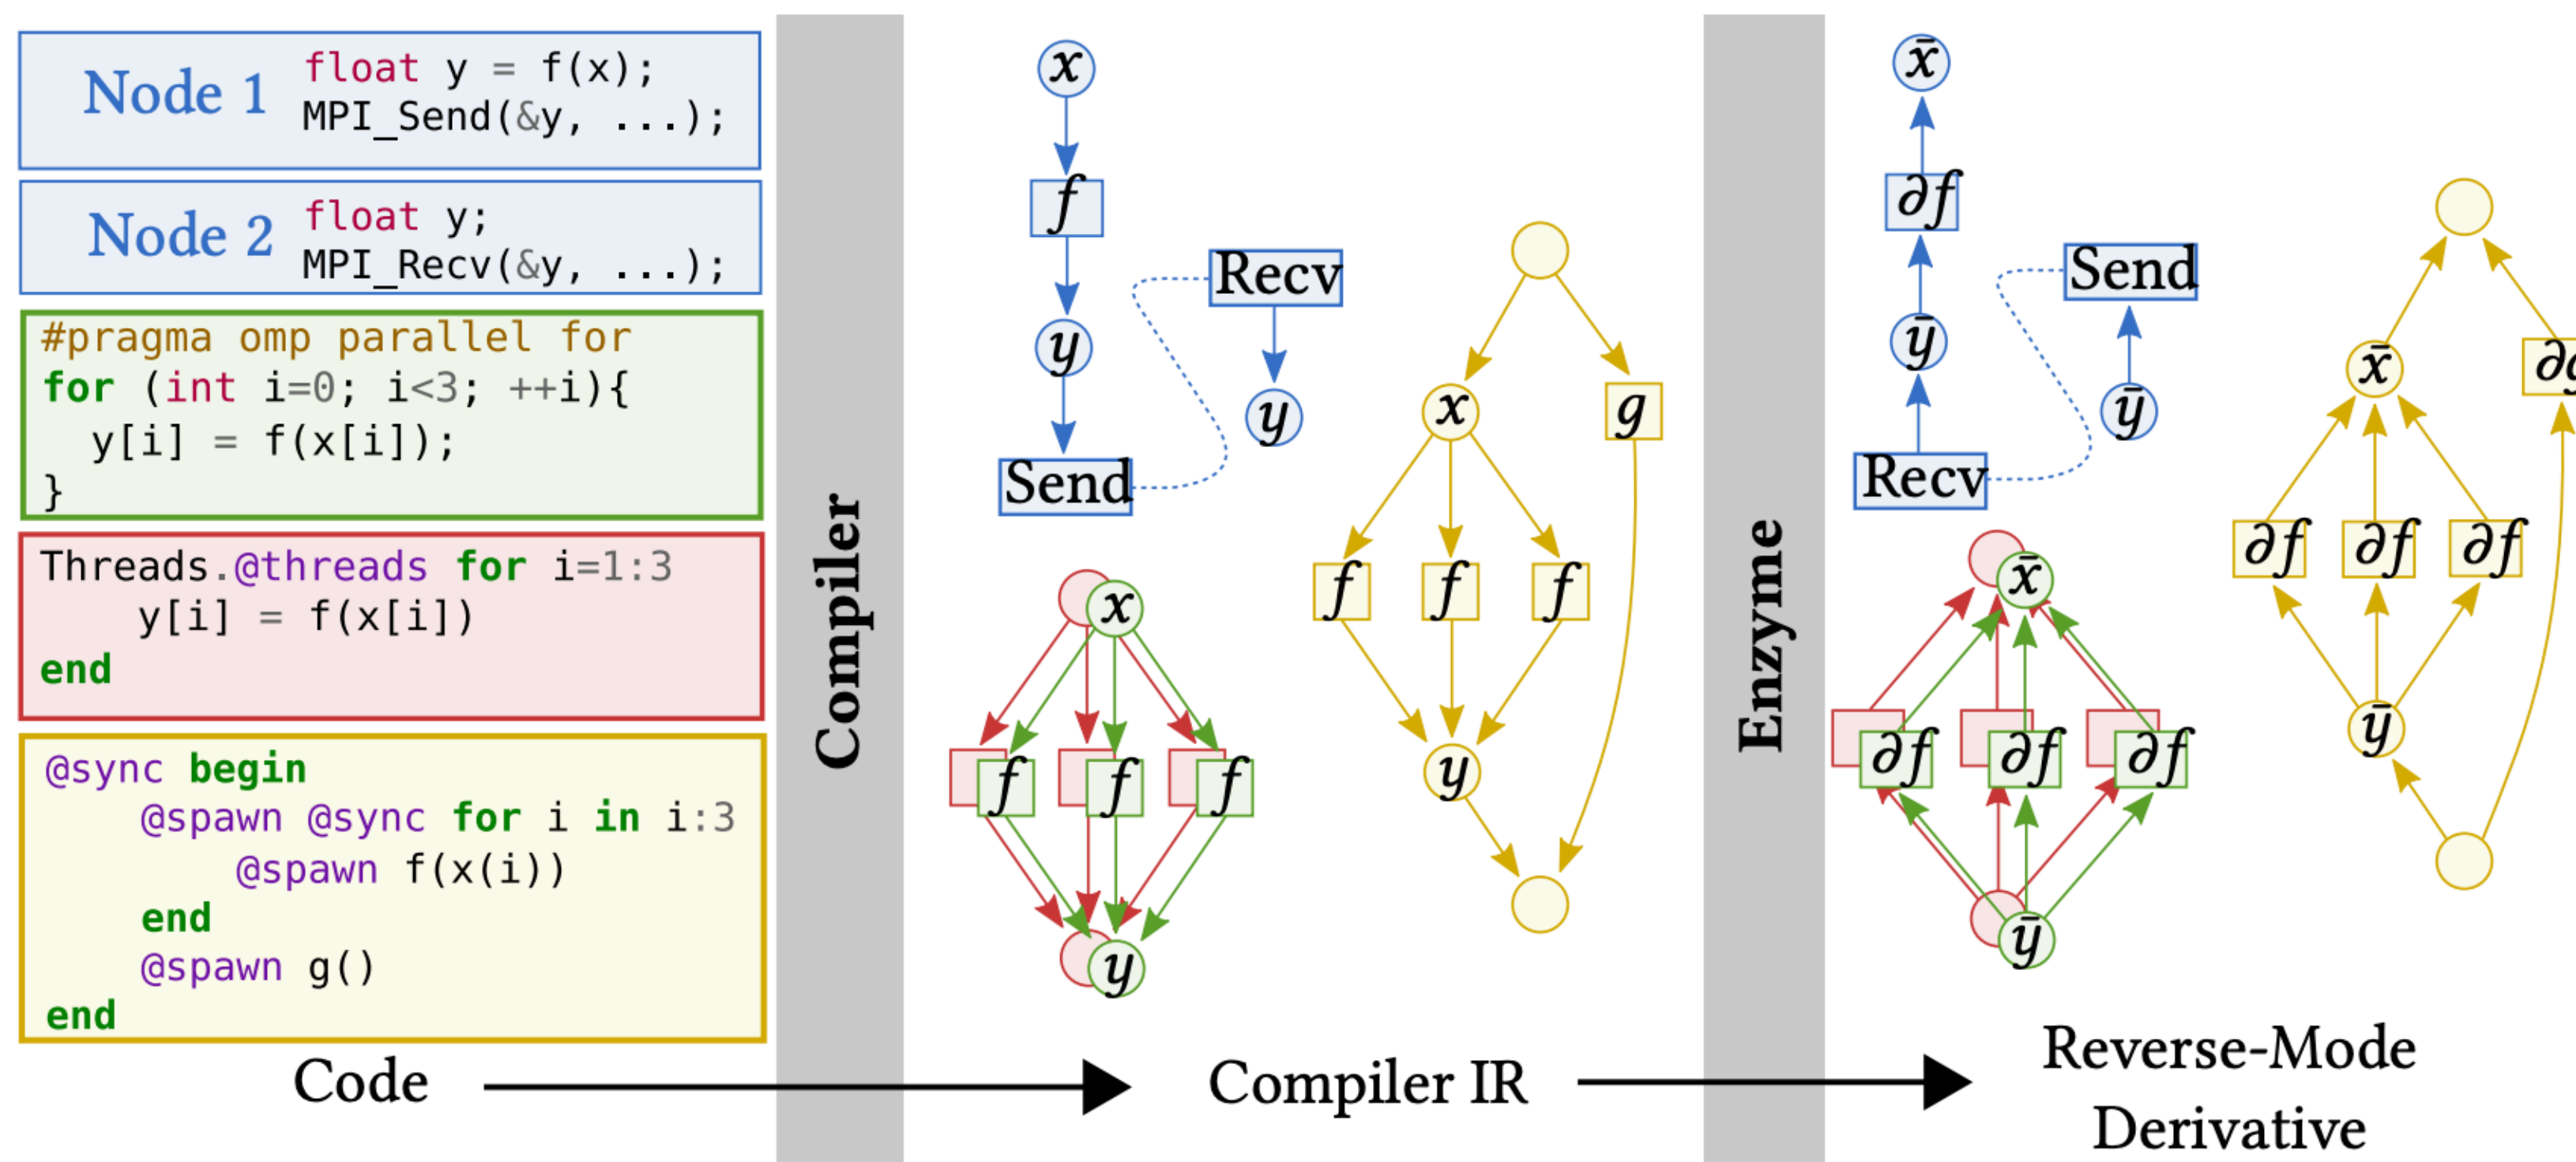 Node 1
float y = f(x);
MPI_Send(&y, ...);
Node 2
float y;
MPI_Recv(&y, ...);
#pragma omp parallel for
for (int i=0; i<3; ++i){
  y[i] = f(x[i]);
}
Threads.@threads for i=1:3
    y[i] = f(x[i])
end
@sync begin
    @spawn @sync for i in i:3
        @spawn f(x(i))
    end
    @spawn g()
end
Code
Compiler
x
f
y
Send
Recv
y
x
g
f f f
y
x
f f f
y
Compiler IR
Enzyme
x̄
∂f
ȳ
Recv
Send
ȳ
x̄
∂f ∂f ∂f
ȳ
x̄
∂f ∂f ∂f
ȳ
Reverse-Mode
Derivative